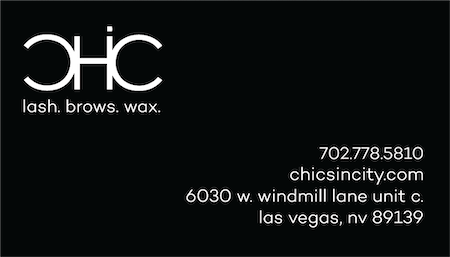 CHiC
lash. brows. wax.
702.778.5810
chicsincity.com
6030 w. windmill lane unit c.
las vegas, nv 89139